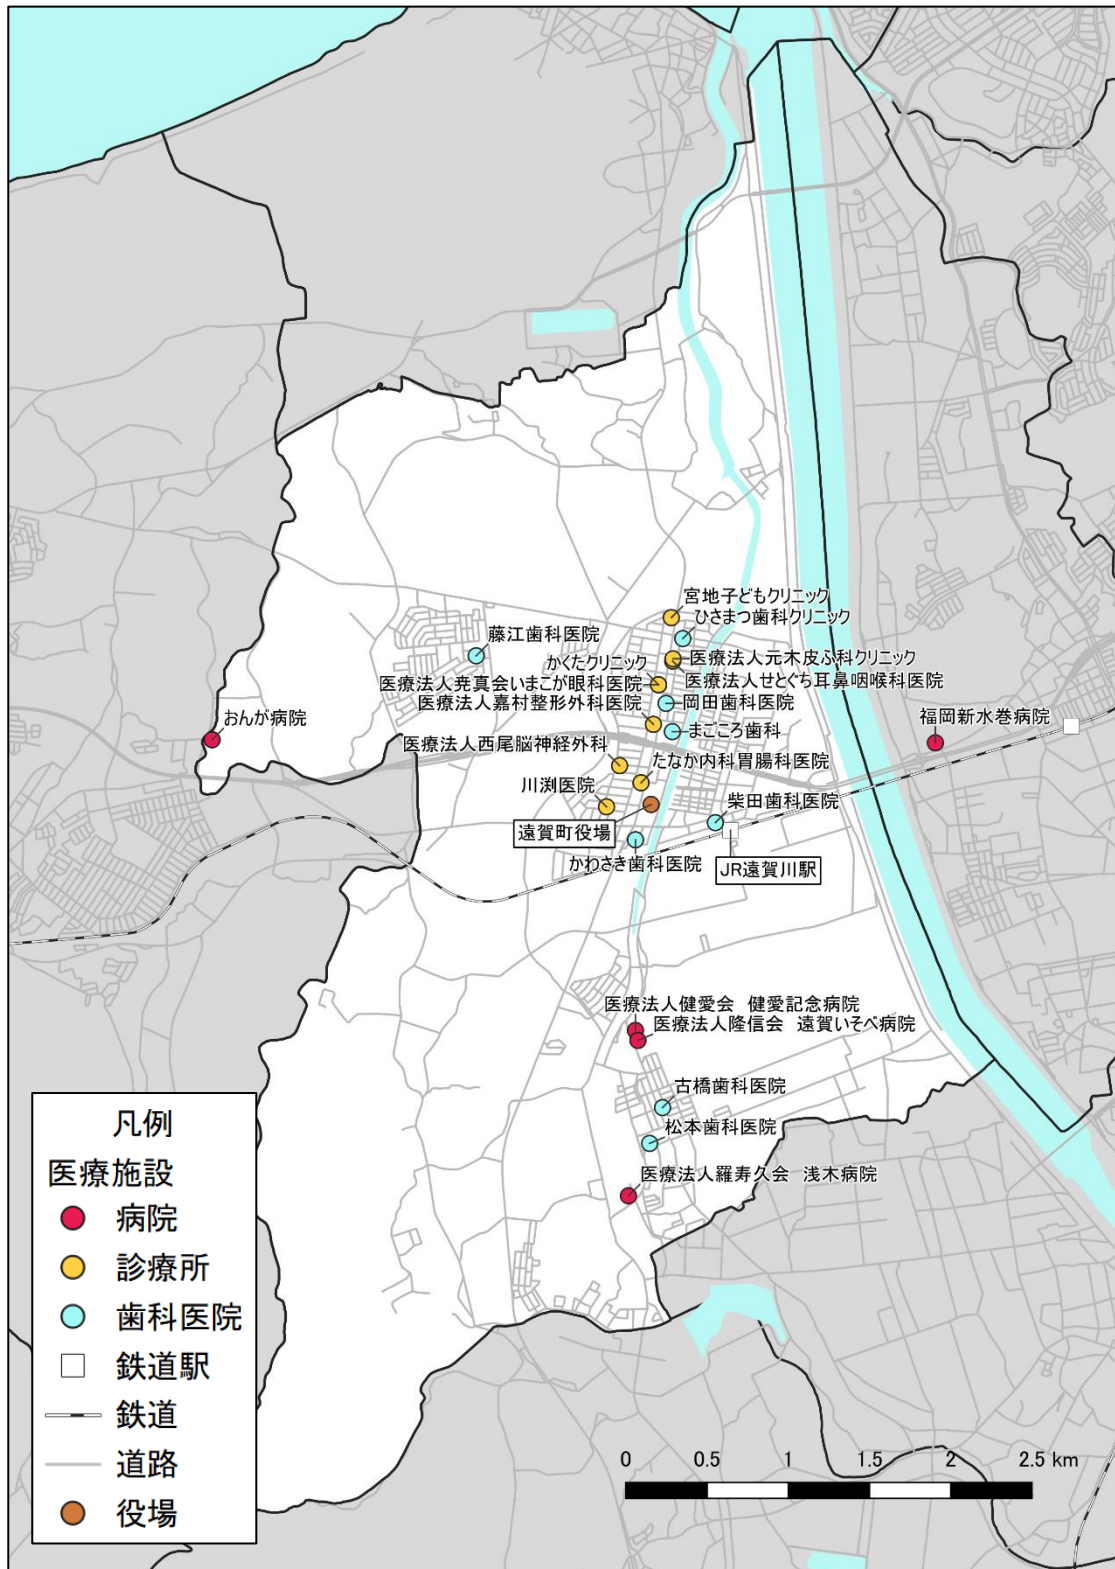 宮地子どもクリニック
ひさまつ歯科クリニック
藤江歯科医院
かくたクリニック
医療法人元木皮ふ科クリニック
医療法人せとぐち耳鼻咽喉科医院
医療法人尭真会いまこが眼科医院
医療法人嘉村整形外科医院
岡田歯科医院
おんが病院
福岡新水巻病院
まごころ歯科
医療法人西尾脳神経外科
たなか内科胃腸科医院
川渕医院
柴田歯科医院
遠賀町役場
かわさき歯科医院
JR遠賀川駅
医療法人健愛会 健愛記念病院
医療法人隆信会 遠賀いそべ病院
古橋歯科医院
松本歯科医院
医療法人羅寿久会 浅木病院
凡例
医療施設
病院
診療所
歯科医院
鉄道駅
鉄道
道路
役場
0 0.5 1 1.5 2 2.5 km